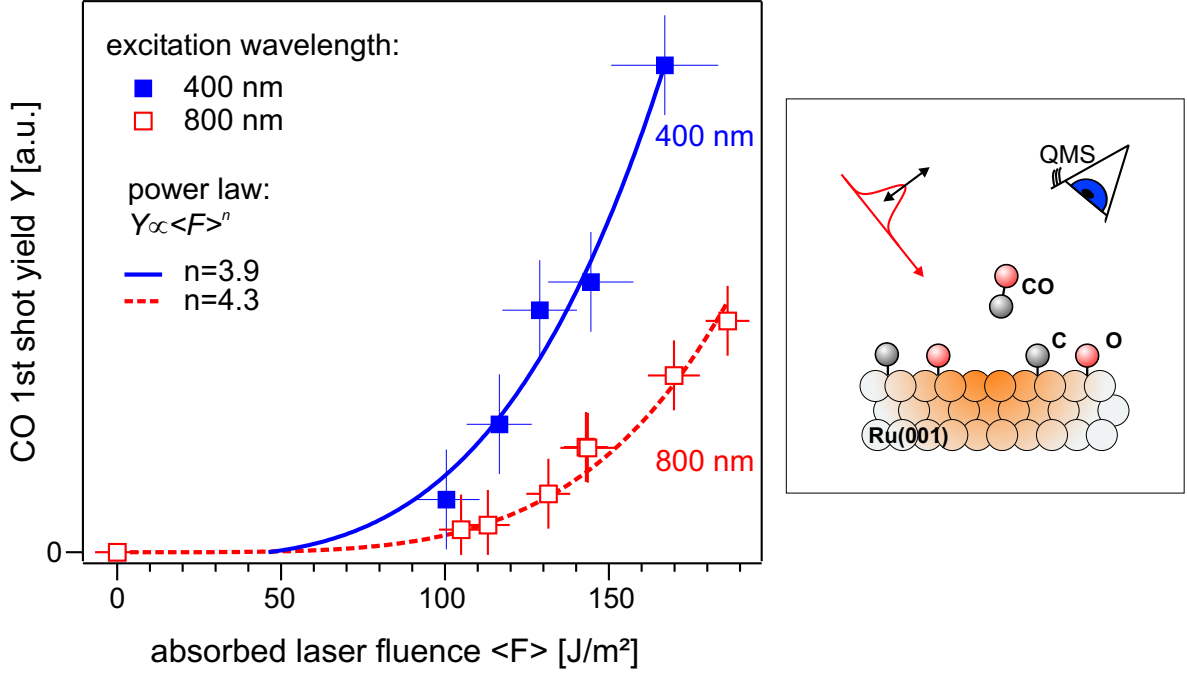 excitation wavelength:
400 nm
800 nm
power law:
Y∝<F>ⁿ
n=3.9
n=4.3
400 nm
800 nm
CO 1st shot yield Y [a.u.]
0
0
50
100
150
absorbed laser fluence <F> [J/m²]
QMS
CO
C
O
Ru(001)